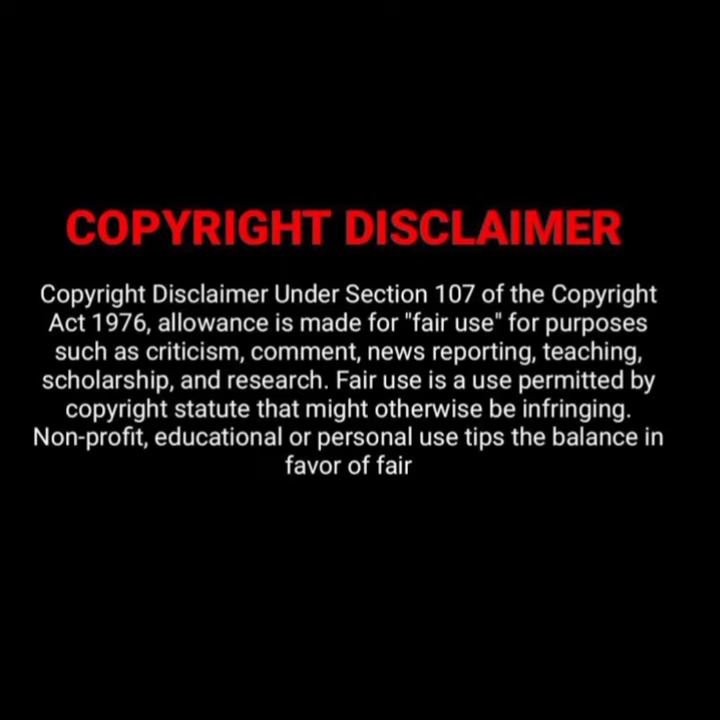 COPYRIGHT DISCLAIMER
Copyright Disclaimer Under Section 107 of the Copyright
Act 1976, allowance is made for "fair use" for purposes
such as criticism, comment, news reporting, teaching,
scholarship, and research. Fair use is a use permitted by
copyright statute that might otherwise be infringing.
Non-profit, educational or personal use tips the balance in
favor of fair